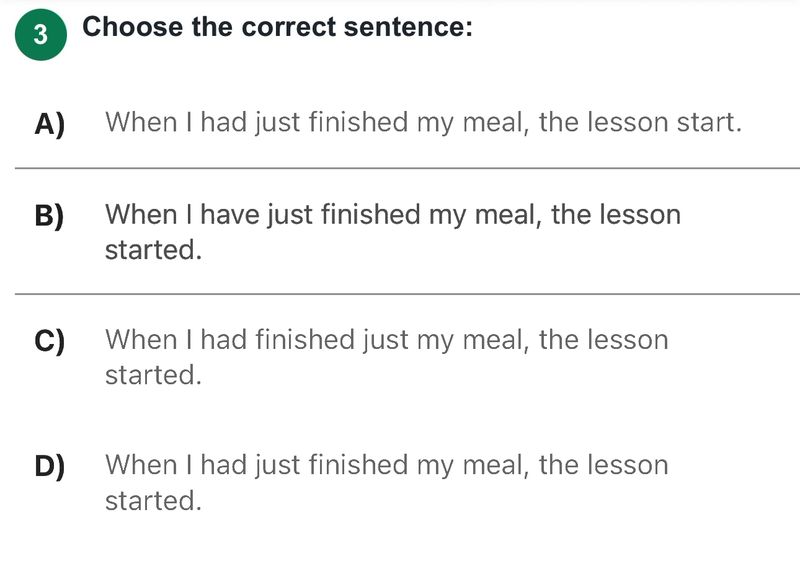 3 Choose the correct sentence:
A) When I had just finished my meal, the lesson start.
B) When I have just finished my meal, the lesson
started.
C) When I had finished just my meal, the lesson
started.
D) When I had just finished my meal, the lesson
started.